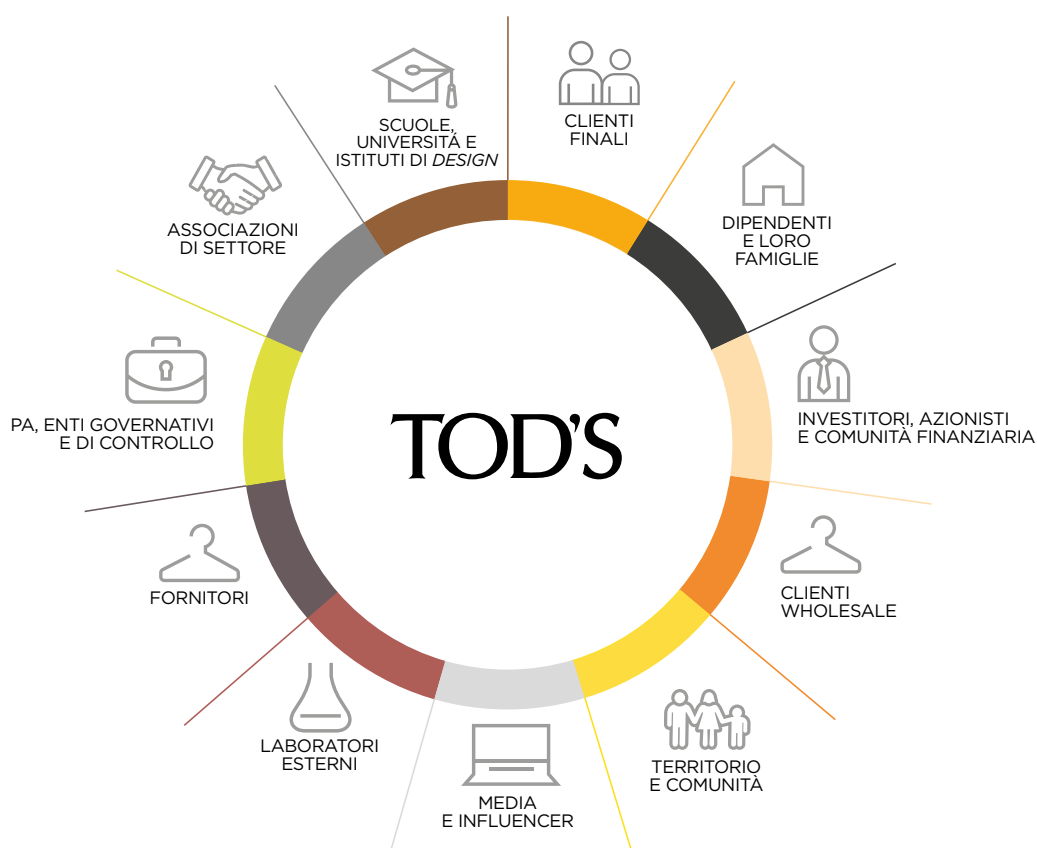 SCUOLE,
UNIVERSITÁ E
ISTITUTI DI DESIGN
CLIENTI
FINALI
DIPENDENTI
E LORO
FAMIGLIE
INVESTITORI, AZIONISTI
E COMUNITÀ FINANZIARIA
CLIENTI
WHOLESALE
TERRITORIO
E COMUNITÀ
MEDIA
E INFLUENCER
LABORATORI
ESTERNI
FORNITORI
PA, ENTI GOVERNATIVI
E DI CONTROLLO
ASSOCIAZIONI
DI SETTORE
TOD'S